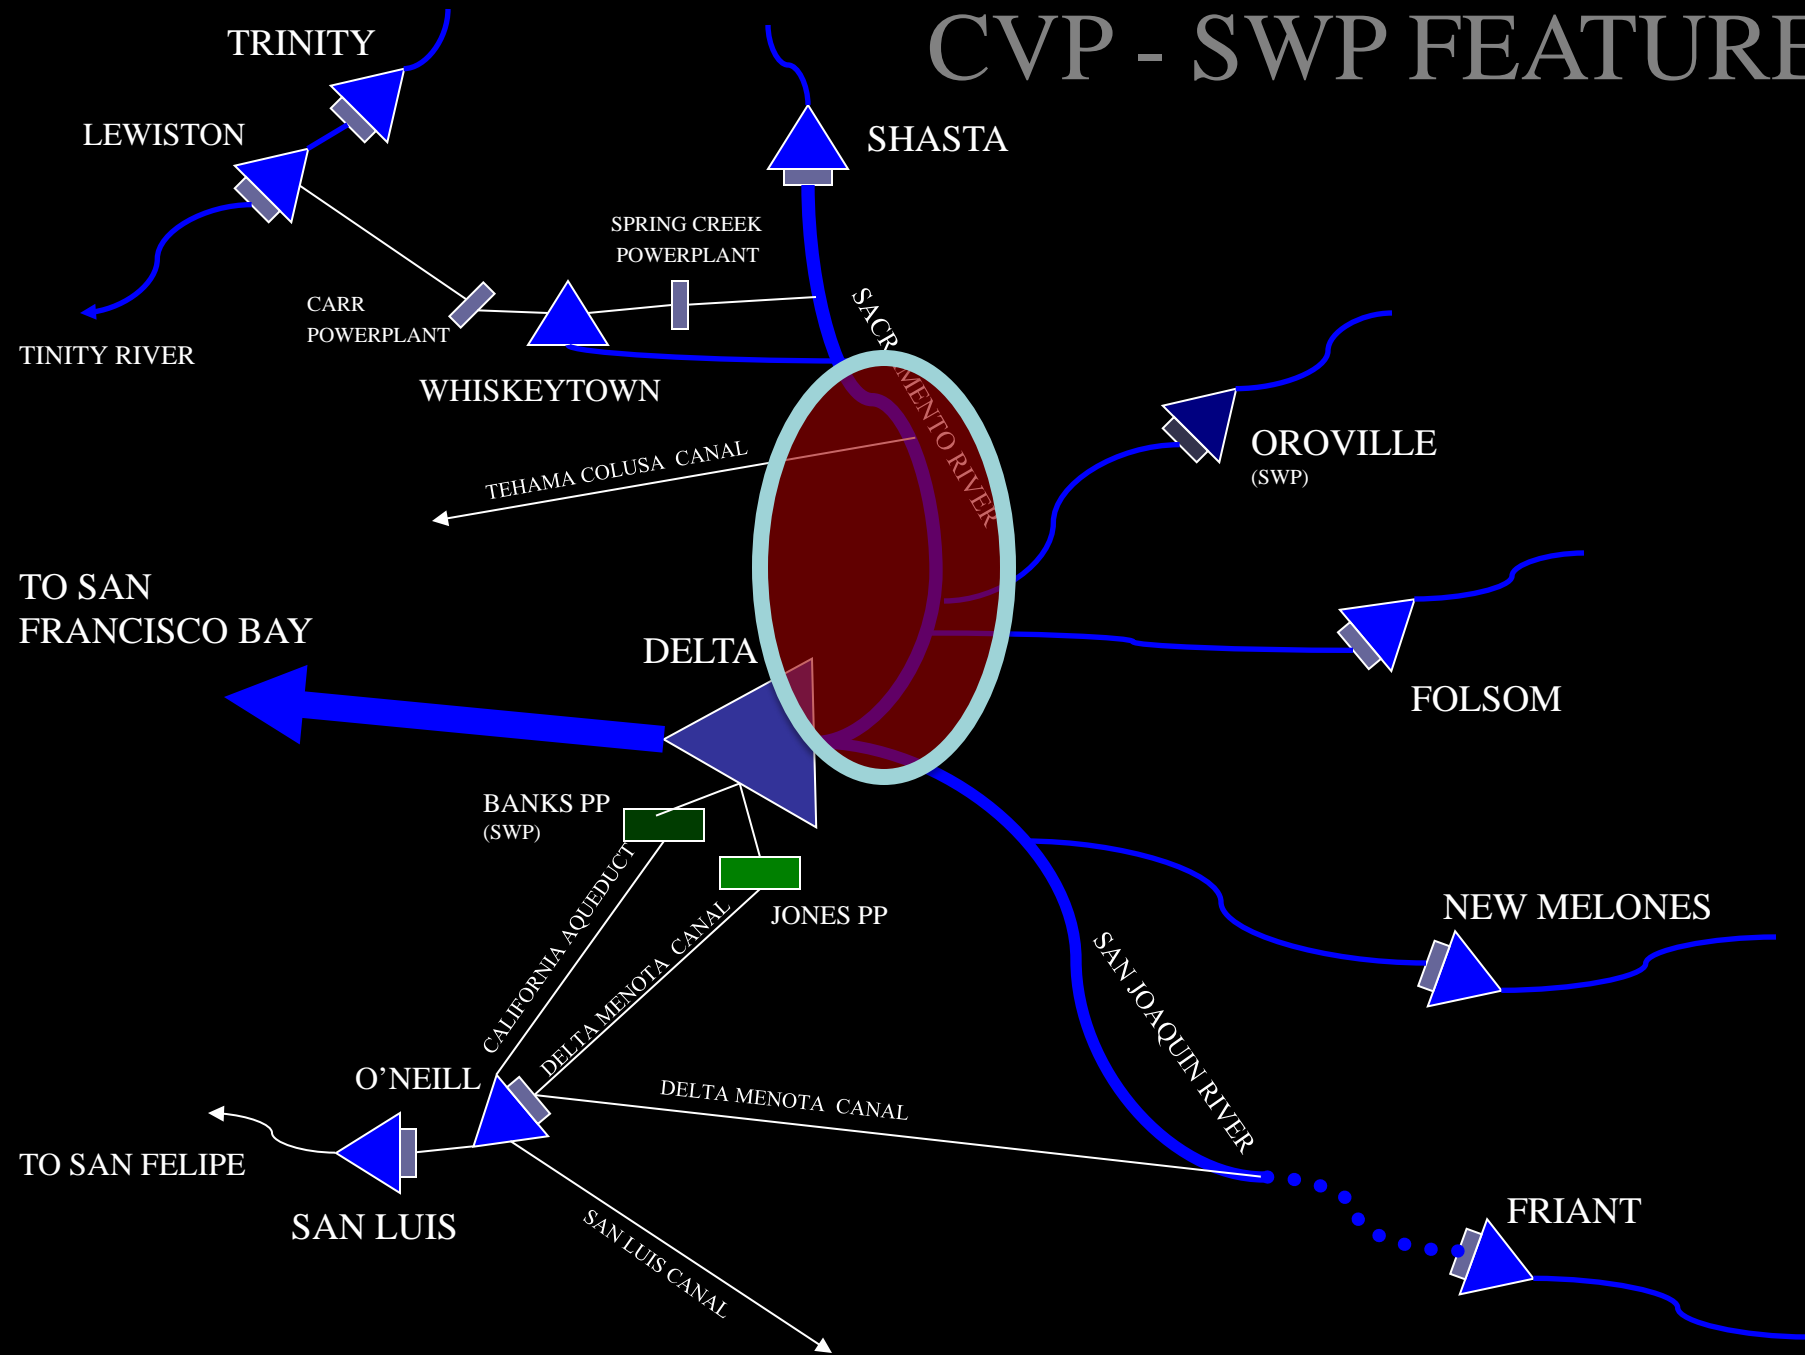 CVP - SWP FEATURE
TRINITY
LEWISTON
SHASTA
SPRING CREEK
POWERPLANT
CARR
POWERPLANT
TINITY RIVER
WHISKEYTOWN
SACR MENTO RIVER
TEHAMA COLUSA CANAL
OROVILLE
(SWP)
TO SAN
FRANCISCO BAY
DELTA
FOLSOM
BANKS PP
(SWP)
JONES PP
CALIFORNIA AQUEDUCT
DELTA MENOTA CANAL
NEW MELONES
SAN JOAQUIN RIVER
O’NEILL
DELTA MENOTA CANAL
TO SAN FELIPE
SAN LUIS
SAN LUIS CANAL
FRIANT